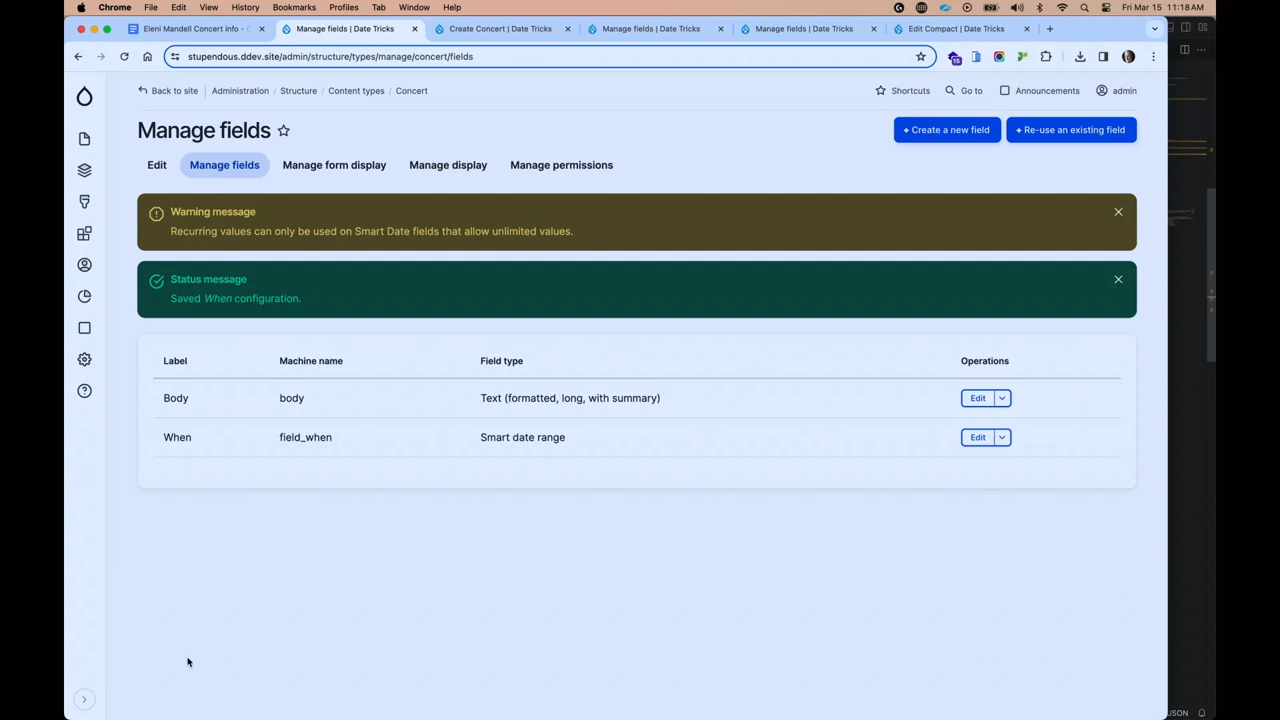 Chrome File Edit View History Bookmarks Profiles Tab Window Help Fri Mar 15 11:18 AM
Eleni Mandell Concert info - Manage fields | Date Tricks Create Concert | Date Tricks Manage fields | Date Tricks Manage fields | Date Tricks Edit Compact | Date Tricks
stupendous.ddev.site/admin/structure/types/manage/concert/fields
15
Back to site Administration / Structure / Content types / Concert Shortcuts Go to Announcements admin
Manage fields + Create a new field + Re-use an existing field
Edit Manage fields Manage form display Manage display Manage permissions
Warning message
Recurring values can only be used on Smart Date fields that allow unlimited values.
Status message
Saved When configuration.
Label Machine name Field type Operations
Body body Text (formatted, long, with summary) Edit
When field_when Smart date range Edit
JSON